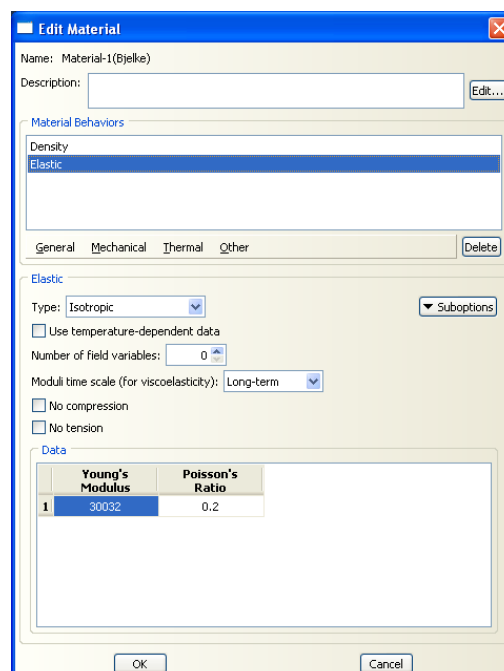 Edit Material
Name: Material-1(Bjelke)
Description:
Edit...
Material Behaviors
Density
Elastic
General Mechanical Thermal Other Delete
Elastic
Type: Isotropic
Suboptions
Use temperature-dependent data
Number of field variables: 0
Moduli time scale (for viscoelasticity): Long-term
No compression
No tension
Data
Young's Modulus Poisson's Ratio
1 30032 0.2
OK Cancel